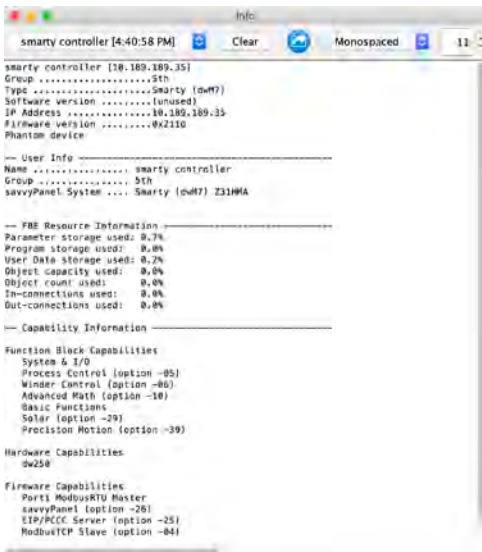 Info
smarty controller [4:40:58 PM] Clear Monospaced 11
smarty controller [10.189.189.35]
Group ....................5th
Type .....................Smarty (dwM7)
Software version .........(unused)
IP Address ...............10.189.189.35
Firmware version .........0x211d
Phantom device
-- User Info
Name ................. smarty controller
Group ................ 5th
savvyPanel System .... Smarty (dwM7) Z31HMA
-- FBE Resource Information
Parameter storage used: 0.7%
Program storage used: 0.0%
User Data storage used: 0.2%
Object capacity used: 0.0%
Object count used: 0.0%
In-connections used: 0.0%
Out-connections used: 0.0%
-- Capability Information
Function Block Capabilities
System & I/O
Process Control (option -05)
Winder Control (option -06)
Advanced Math (option -10)
Basic Functions
Solar (option -29)
Precision Motion (option -39)
Hardware Capabilities
dw250
Firmware Capabilities
Port1 ModbusRTU Master
savvyPanel (option -26)
EIP/PCCC Server (option -25)
ModbusTCP Slave (option -04)